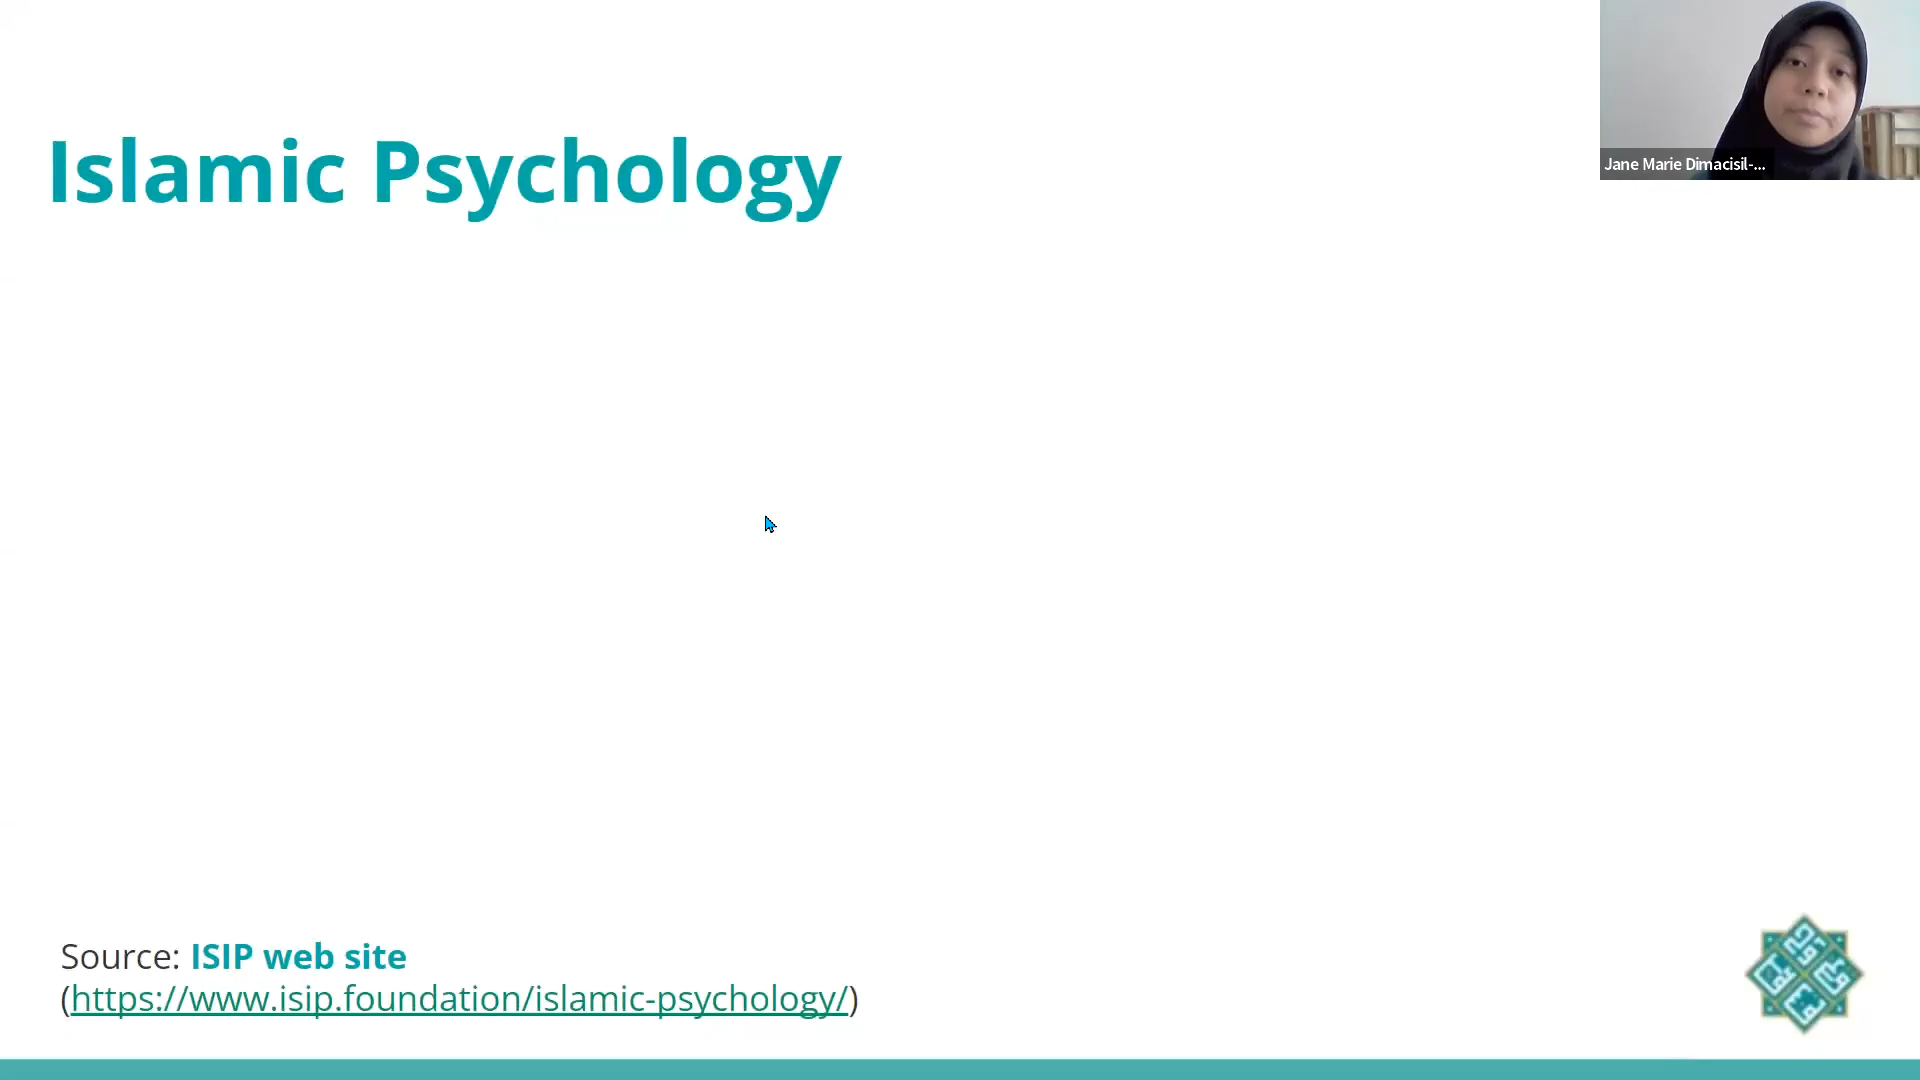 Jane Marie Dimacisil-...
Islamic Psychology
Source: ISIP web site
(https://www.isip.foundation/islamic-psychology/)